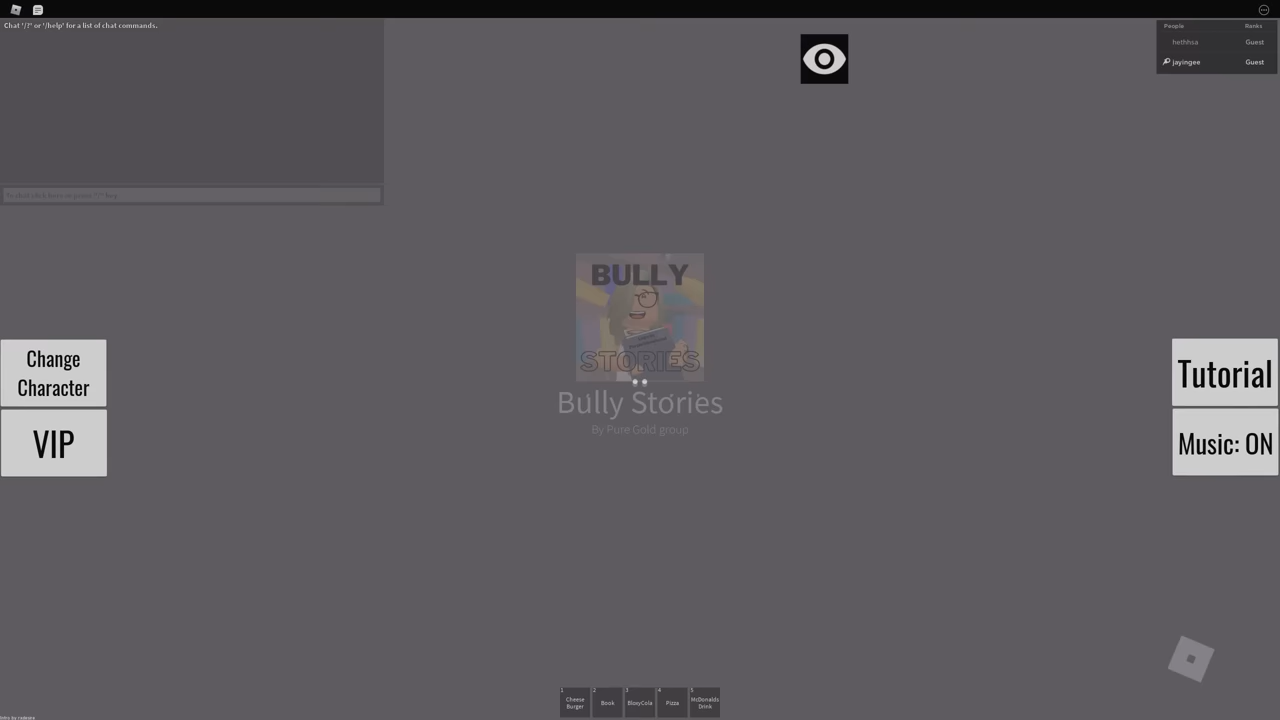 Chat '/?' or '/help' for a list of chat commands.
People Ranks
hethhsa Guest
jayingee Guest
BULLY
STORIES
Bully Stories
By Pure Gold group
Change
Character
VIP
Tutorial
Music: ON
1 Cheese Burger
2 Book
3 BloxyCola
4 Pizza
5 McDonalds Drink